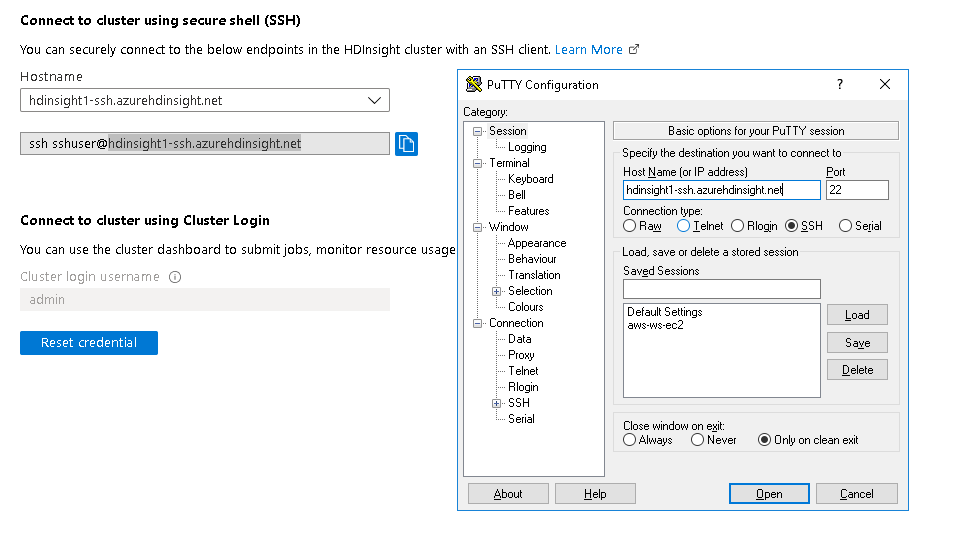 Connect to cluster using secure shell (SSH)
You can securely connect to the below endpoints in the HDInsight cluster with an SSH client. Learn More
Hostname
hdinsight1-ssh.azurehdinsight.net
ssh sshuser@hdinsight1-ssh.azurehdinsight.net
Connect to cluster using Cluster Login
You can use the cluster dashboard to submit jobs, monitor resource usage
Cluster login username
admin
Reset credential
PuTTY Configuration
?
Category:
Session
Logging
Terminal
Keyboard
Bell
Features
Window
Appearance
Behaviour
Translation
Selection
Colours
Connection
Data
Proxy
Telnet
Rlogin
SSH
Serial
Basic options for your PuTTY session
Specify the destination you want to connect to
Host Name (or IP address) Port
hdinsight1-ssh.azurehdinsight.net 22
Connection type:
Raw Telnet Rlogin SSH Serial
Load, save or delete a stored session
Saved Sessions
Default Settings
aws-ws-ec2
Load
Save
Delete
Close window on exit:
Always Never Only on clean exit
About Help Open Cancel